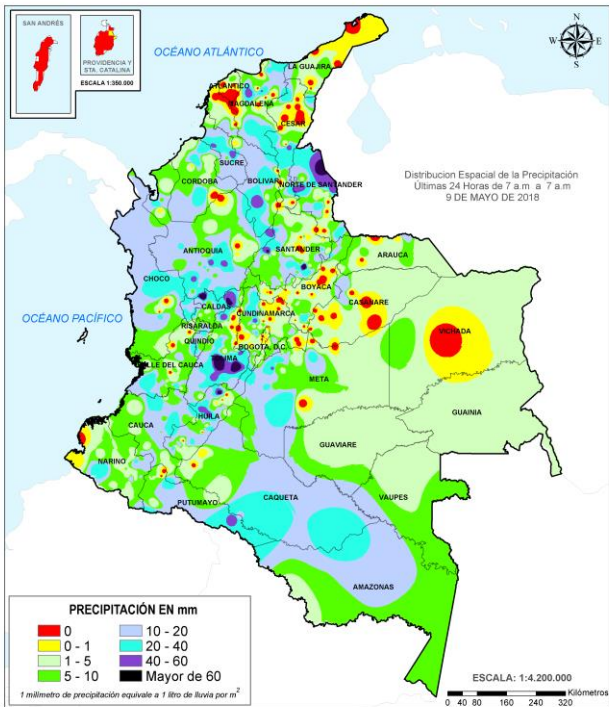 SAN ANDRÉS
PROVIDENCIA Y
STA. CATALINA
ESCALA 1:350.000
OCÉANO ATLÁNTICO
N
W
E
S
LA GUAJIRA
ATLANTICO
MAGDALENA
CESAR
SUCRE
CORDOBA
BOLIVAR
NORTE DE SANTANDER
Distribucion Espacial de la Precipitación
Últimas 24 Horas de 7 a.m a 7 a.m
9 DE MAYO DE 2018
ANTIOQUIA
SANTANDER
ARAUCA
CHOCO
BOYACA
CASANARE
CALDAS
OCÉANO PACÍFICO
CUNDINAMARCA
RISARALDA
VICHADA
QUINDIO
BOGOTA, D.C.
TOLIMA
VALLE DEL CAUCA
META
GUAINIA
CAUCA
HUILA
GUAVIARE
NARIÑO
PUTUMAYO
CAQUETA
VAUPES
AMAZONAS
PRECIPITACIÓN EN mm
0
10 - 20
0 - 1
20 - 40
1 - 5
40 - 60
5 - 10
Mayor de 60
1 milimetro de precipitación equivale a 1 litro de lluvia por m²
ESCALA: 1:4.200.000
Kilómetros
0 40 80 160 240 320